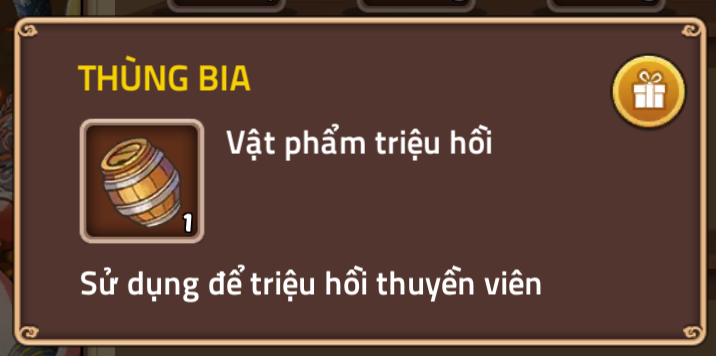 THÙNG BIA
Vật phẩm triệu hồi
1
Sử dụng để triệu hồi thuyền viên